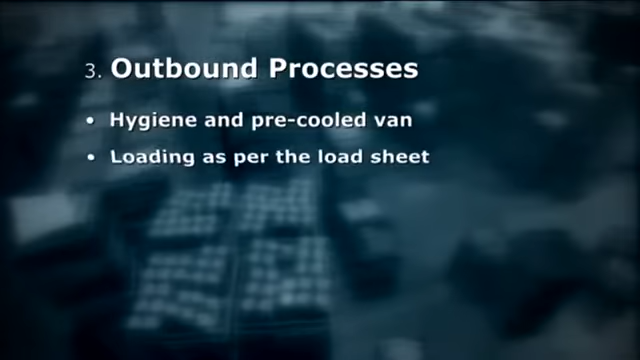 3. Outbound Processes
• Hygiene and pre-cooled van
• Loading as per the load sheet